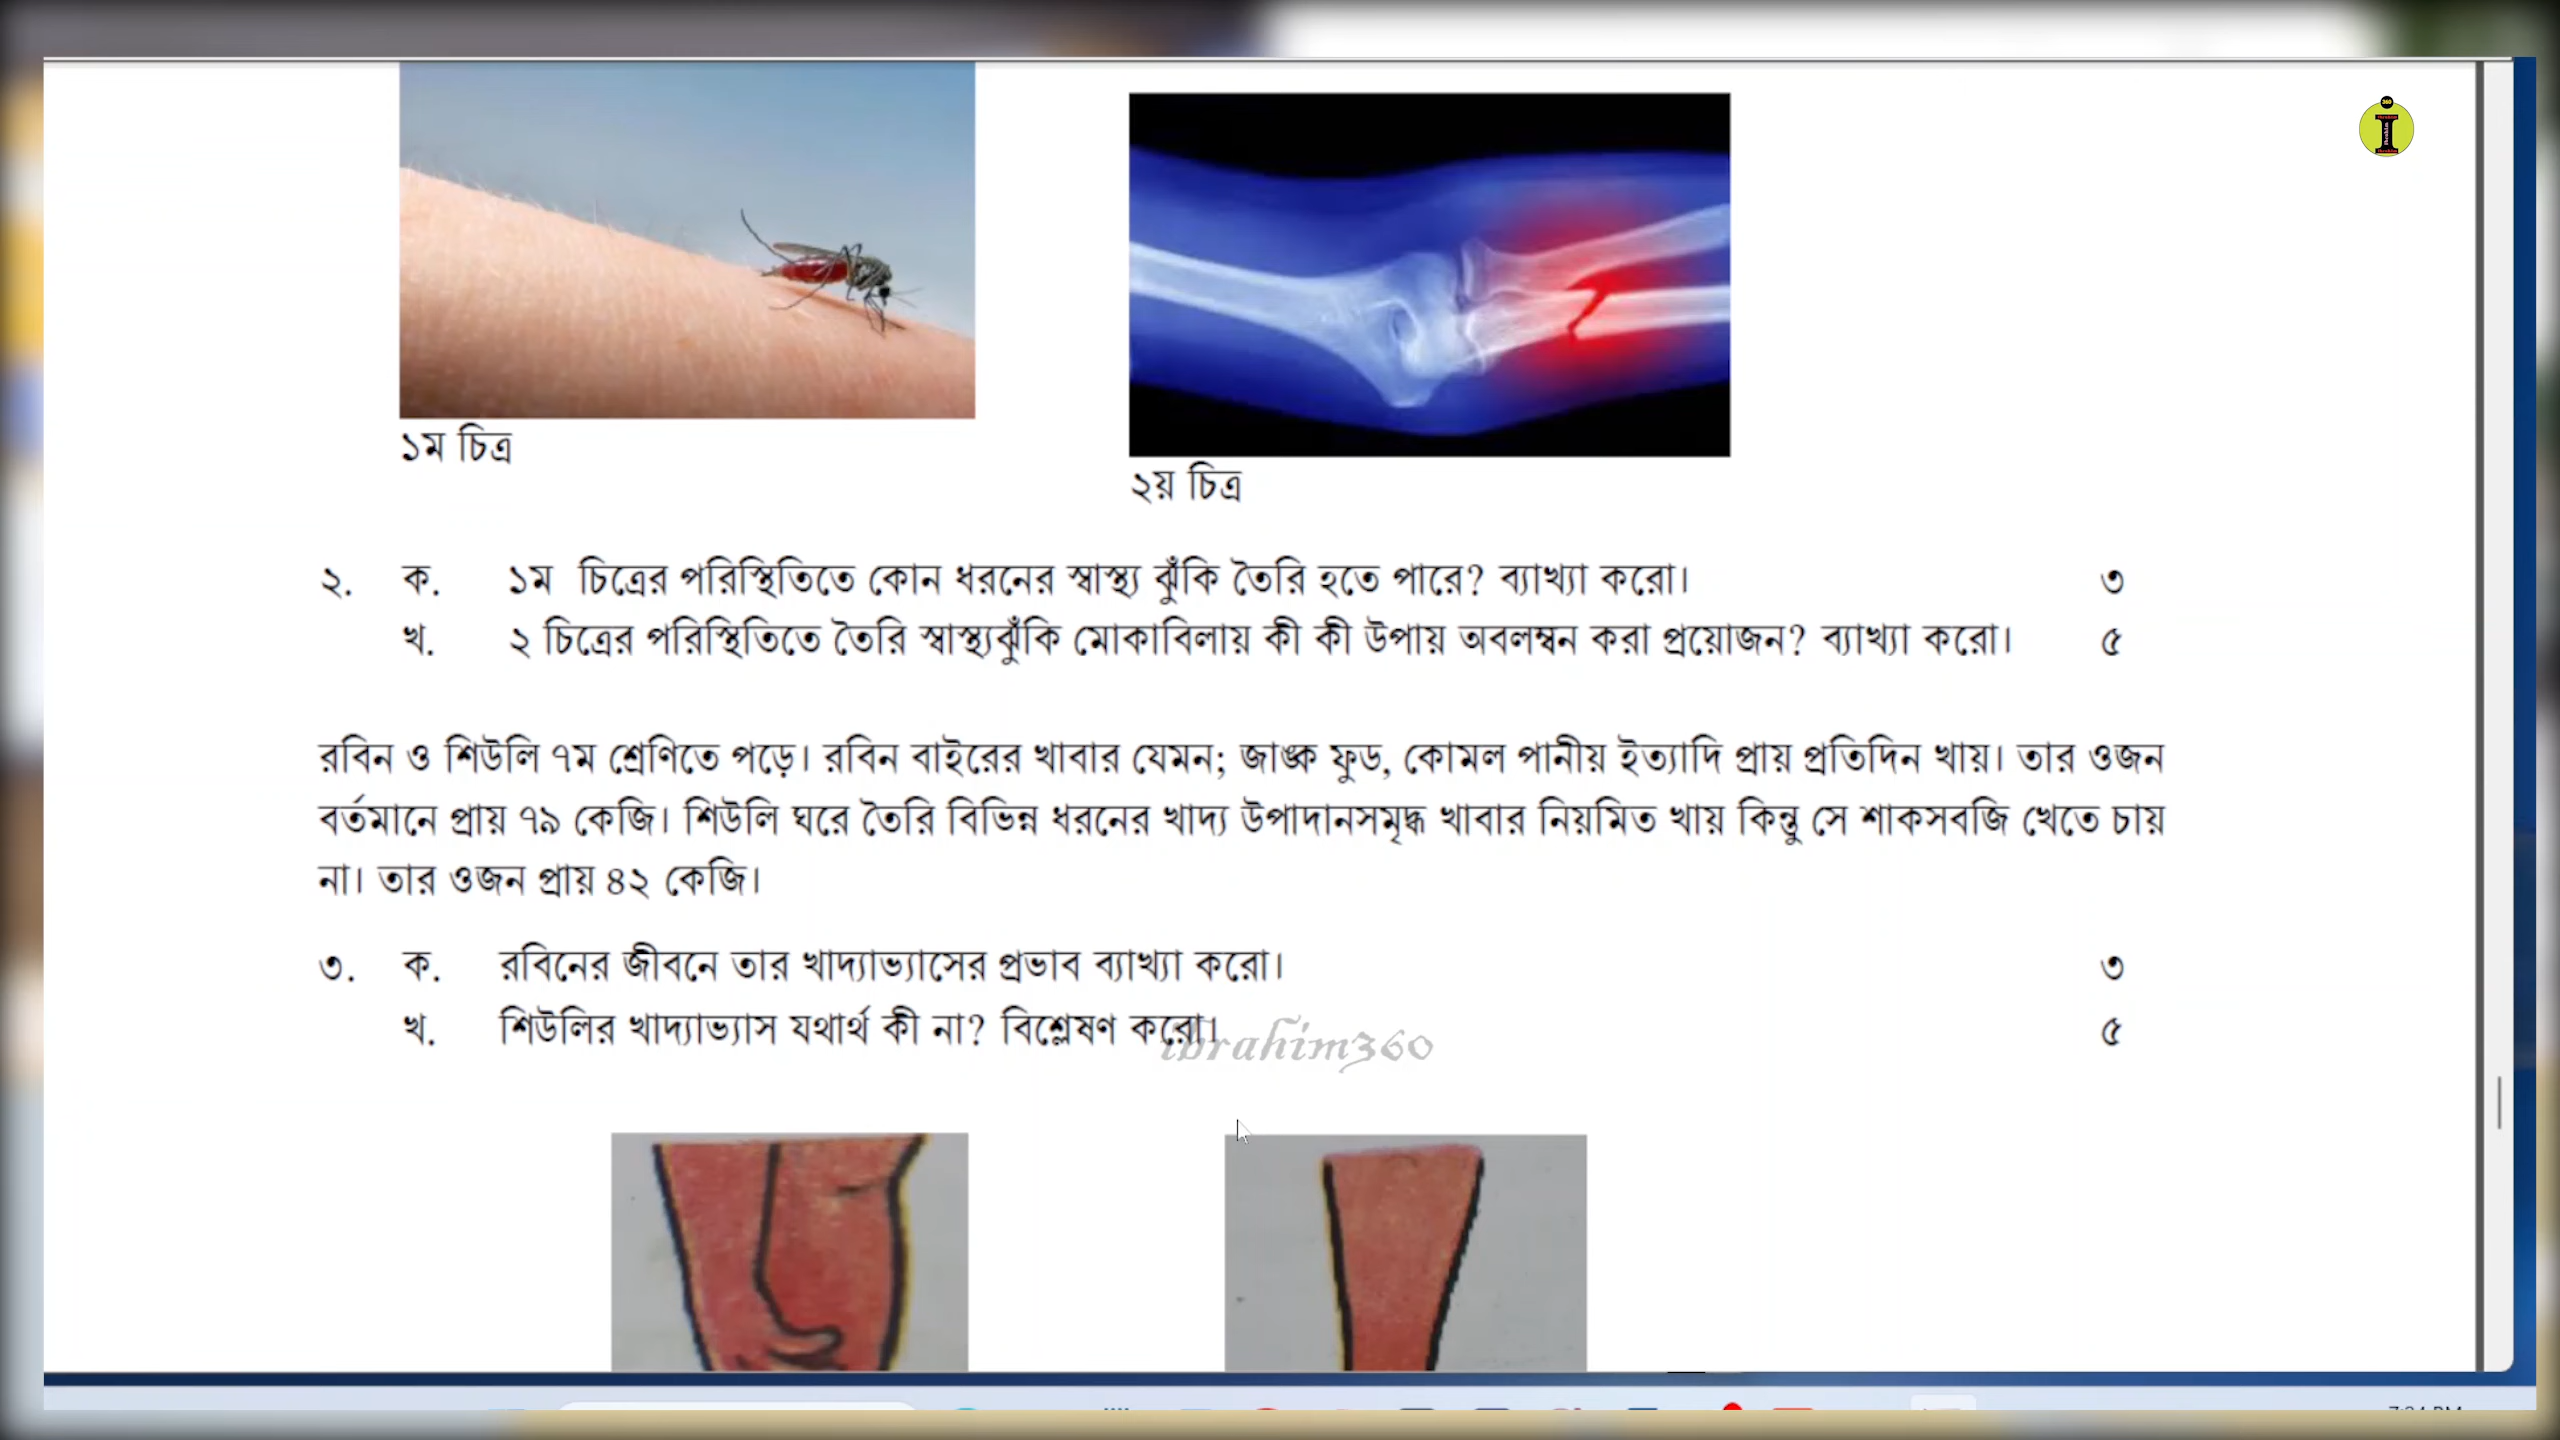 ১ম চিত্র
২য় চিত্র
২. ক. ১ম চিত্রের পরিস্থিতিতে কোন ধরনের স্বাস্থ্য ঝুঁকি তৈরি হতে পারে? ব্যাখ্যা করো। ৩
খ. ২ চিত্রের পরিস্থিতিতে তৈরি স্বাস্থ্যঝুঁকি মোকাবিলায় কী কী উপায় অবলম্বন করা প্রয়োজন? ব্যাখ্যা করো। ৫
রবিন ও শিউলি ৭ম শ্রেণিতে পড়ে। রবিন বাইরের খাবার যেমন; জাঙ্ক ফুড, কোমল পানীয় ইত্যাদি প্রায় প্রতিদিন খায়। তার ওজন
বর্তমানে প্রায় ৭৯ কেজি। শিউলি ঘরে তৈরি বিভিন্ন ধরনের খাদ্য উপাদানসমৃদ্ধ খাবার নিয়মিত খায় কিন্তু সে শাকসবজি খেতে চায়
না। তার ওজন প্রায় ৪২ কেজি।
৩. ক. রবিনের জীবনে তার খাদ্যাভ্যাসের প্রভাব ব্যাখ্যা করো। ৩
খ. শিউলির খাদ্যাভ্যাস যথার্থ কী না? বিশ্লেষণ করো। ৫
ibrahim360